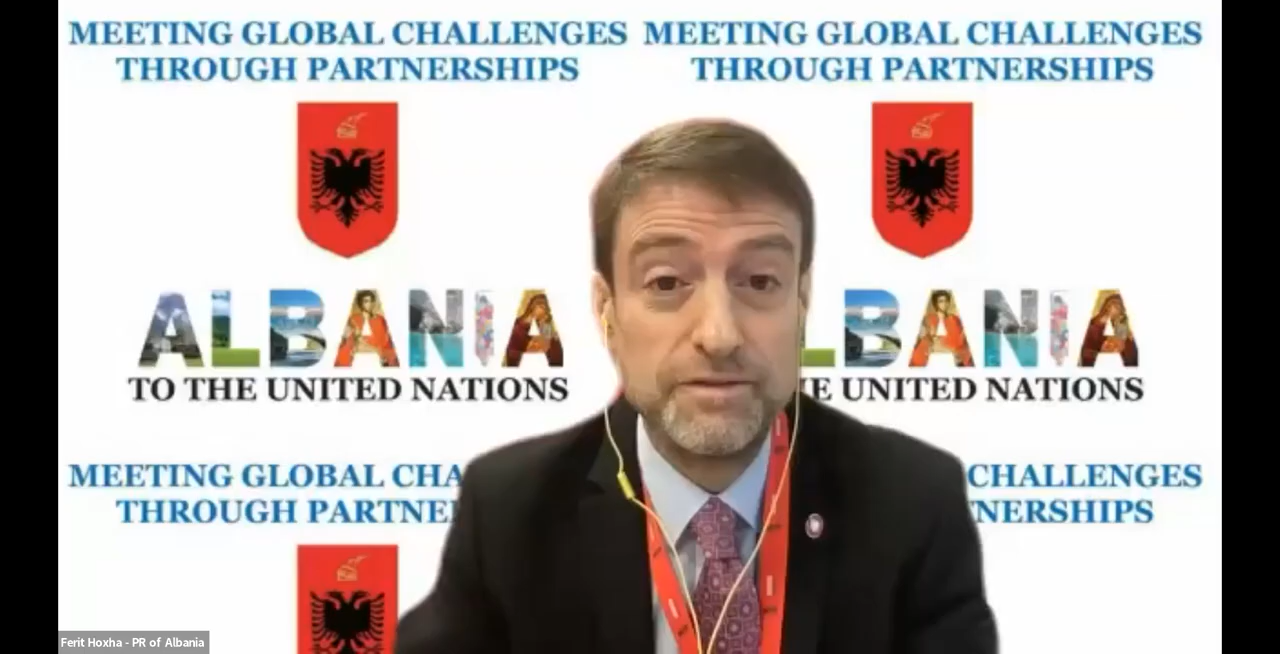 MEETING GLOBAL CHALLENGES
THROUGH PARTNERSHIPS
MEETING GLOBAL CHALLENGES
THROUGH PARTNERSHIPS
ALBANIA
TO THE UNITED NATIONS
LBANIA
E UNITED NATIONS
MEETING GLOBAL CHA
THROUGH PARTNE
CHALLENGES
NERSHIPS
Ferit Hoxha - PR of Albania